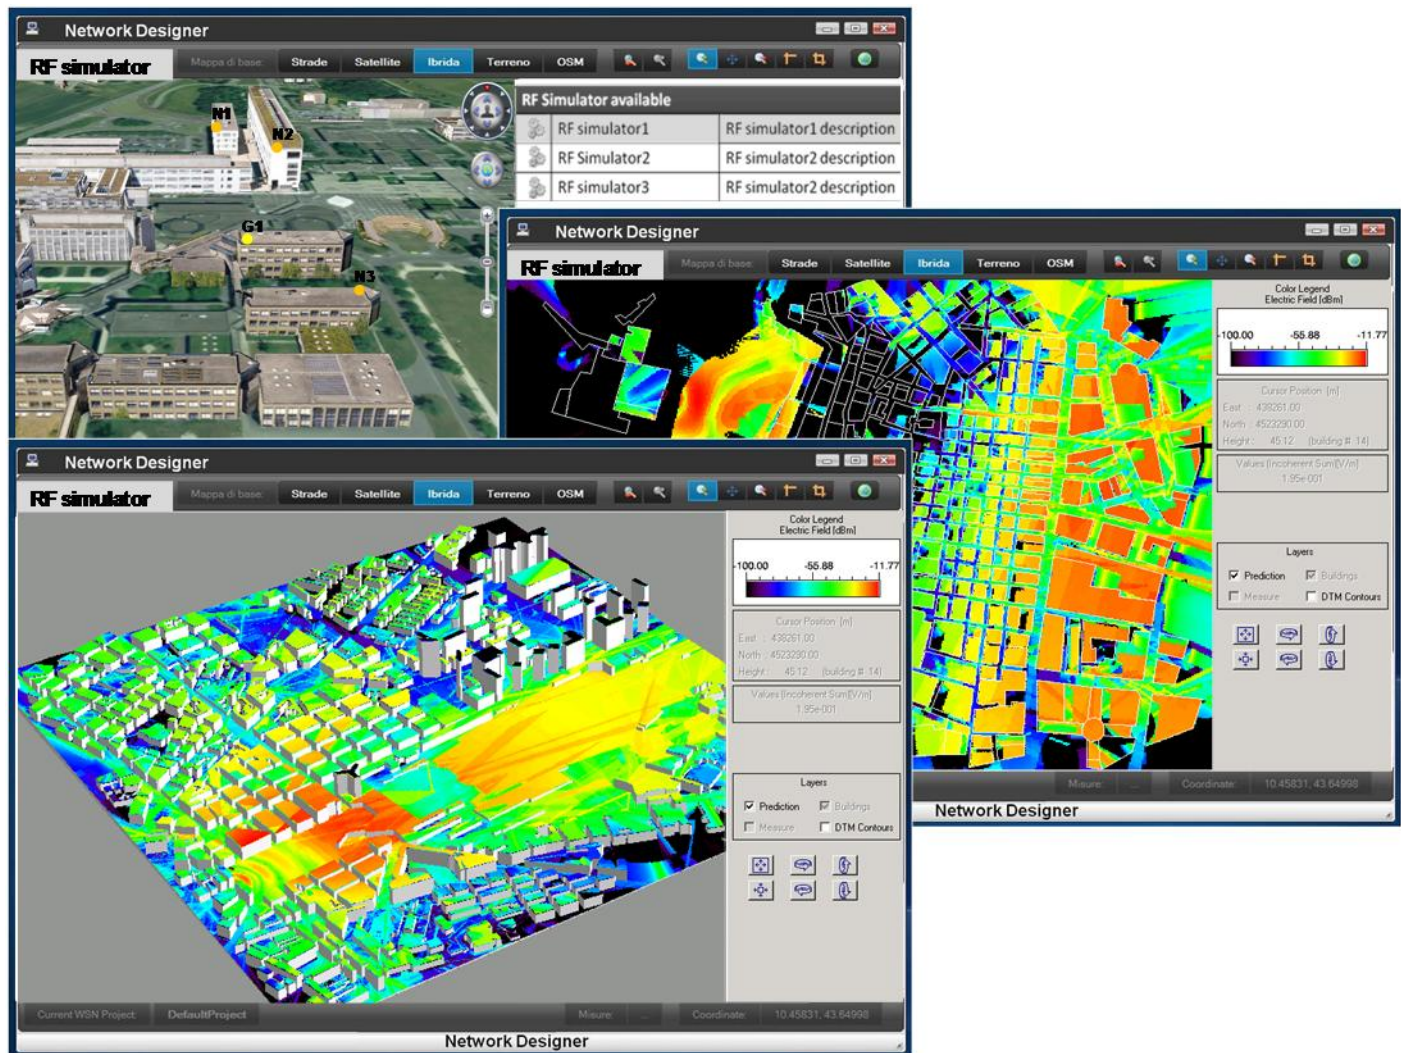 Network Designer
RF simulator
Mappa di base: Strade Satellite Ibrida Terreno OSM
N1
N2
G1
N3
RF Simulator available
RF simulator1 RF simulator1 description
RF Simulator2 RF simulator2 description
RF simulator3 RF simulator2 description
Network Designer
RF simulator
Mappa di base: Strade Satellite Ibrida Terreno OSM
Color Legend
Electric Field [dBm]
-100.00 -55.88 -11.77
Cursor Position [m]
East : 438261.00
North : 4523290.00
Height : 45.12 (building # 14)
Values (Incoherent Sum)[V/m]
1.95e-001
Layers
Prediction Buildings
Measure DTM Contours
Misure: ... Coordinate: 10.45831, 43.64998
Network Designer
Network Designer
RF simulator
Mappa di base: Strade Satellite Ibrida Terreno OSM
Color Legend
Electric Field [dBm]
-100.00 -55.88 -11.77
Cursor Position [m]
East : 438261.00
North : 4523290.00
Height : 45.12 (building # 14)
Values (Incoherent Sum)[V/m]
1.95e-001
Layers
Prediction Buildings
Measure DTM Contours
Current WSN Project: DefaultProject Misure: ... Coordinate: 10.45831, 43.64998
Network Designer